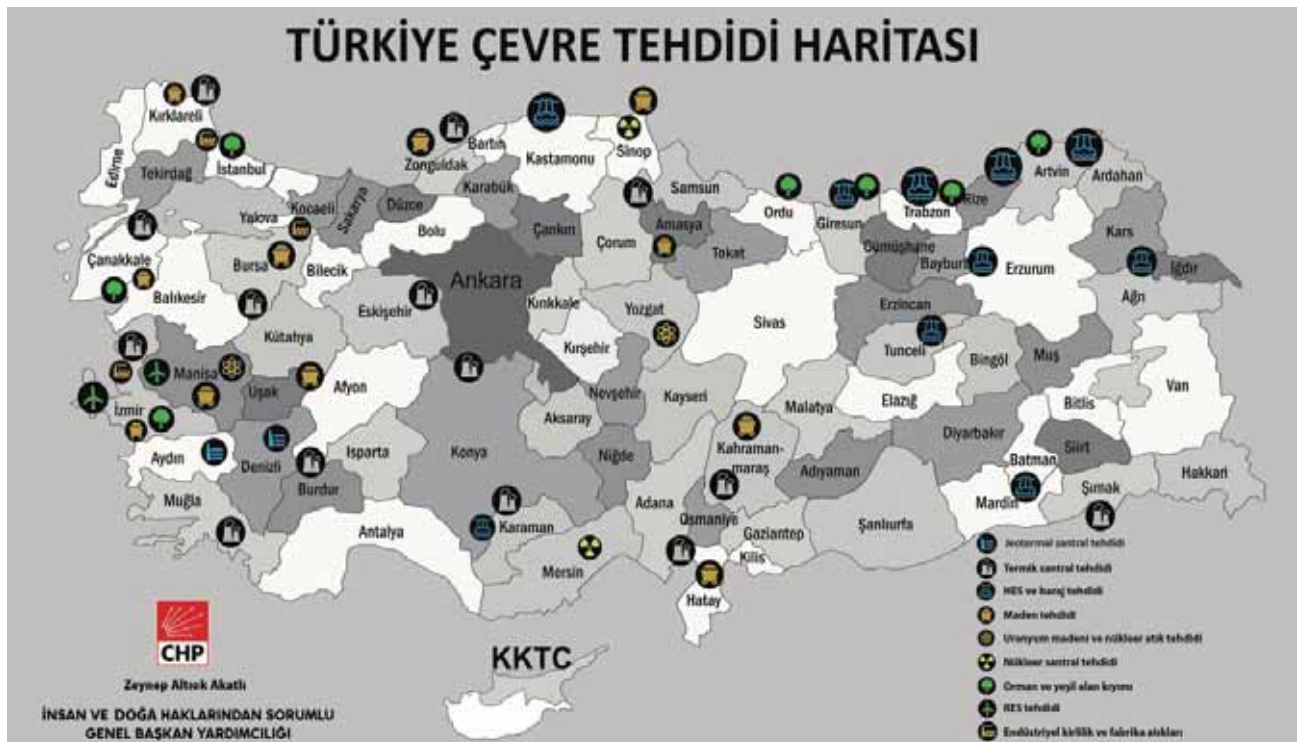 TÜRKİYE ÇEVRE TEHDİDİ HARİTASI
Kırklareli
Edirne
Tekirdağ
İstanbul
Yalova
Kocaeli
Sakarya
Düzce
Zonguldak
Bartın
Karabük
Kastamonu
Sinop
Samsun
Ordu
Giresun
Trabzon
Rize
Artvin
Ardahan
Kars
Iğdır
Ağrı
Erzurum
Bayburt
Gümüşhane
Erzincan
Tokat
Amasya
Çorum
Çankırı
Bolu
Ankara
Bilecik
Bursa
Çanakkale
Balıkesir
Kütahya
Eskişehir
Kırıkkale
Kırşehir
Yozgat
Sivas
Tunceli
Bingöl
Muş
Van
Bitlis
Elazığ
Malatya
Kayseri
Nevşehir
Aksaray
Niğde
Konya
Afyon
Uşak
Manisa
İzmir
Aydın
Denizli
Isparta
Burdur
Muğla
Antalya
Karaman
Mersin
Adana
Osmaniye
Kahraman-
maraş
Adıyaman
Diyarbakır
Batman
Siirt
Hakkari
Şırnak
Mardin
Şanlıurfa
Gaziantep
Kilis
Hatay
KKTC
CHP
Zeynep Altıok Akatlı
İNSAN VE DOĞA HAKLARINDAN SORUMLU
GENEL BAŞKAN YARDIMCILIĞI
Jeotermal santral tehdidi
Termik santral tehdidi
HES ve baraj tehdidi
Maden tehdidi
Uranyum madeni ve nükleer atık tehdidi
Nükleer santral tehdidi
Orman ve yeşil alan kıyımı
RES tehdidi
Endüstriyel kirlilik ve fabrika atıkları